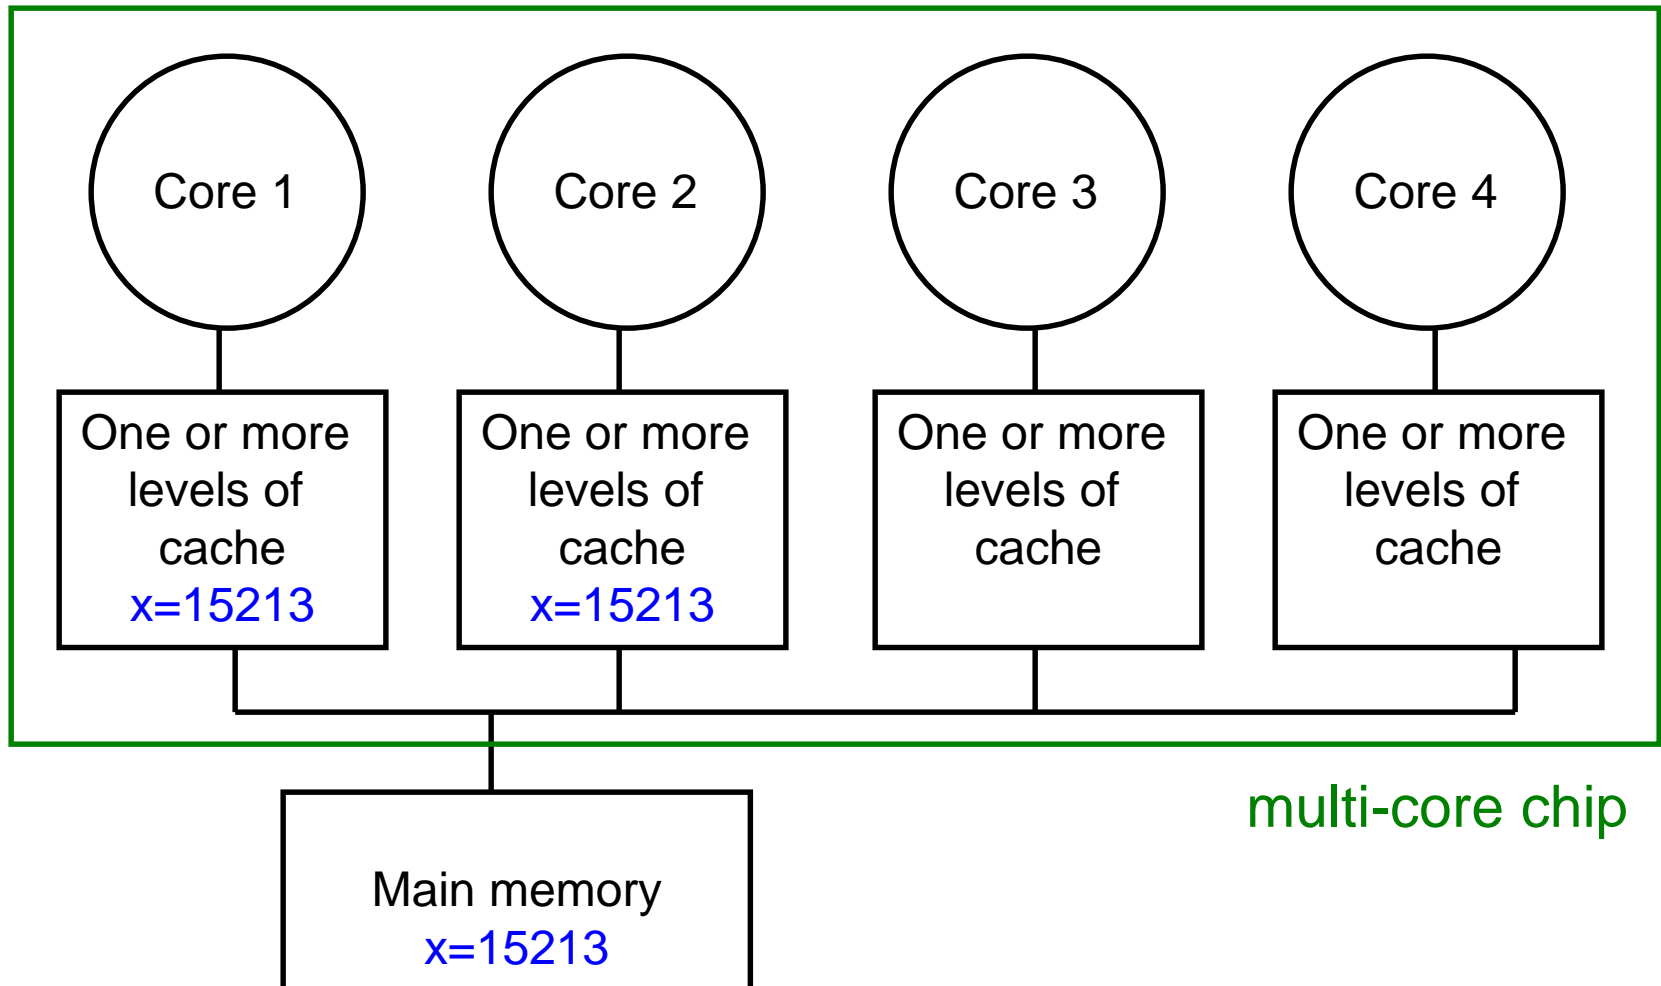 Core 1
Core 2
Core 3
Core 4
One or more
levels of
cache
x=15213
One or more
levels of
cache
x=15213
One or more
levels of
cache
One or more
levels of
cache
multi-core chip
Main memory
x=15213